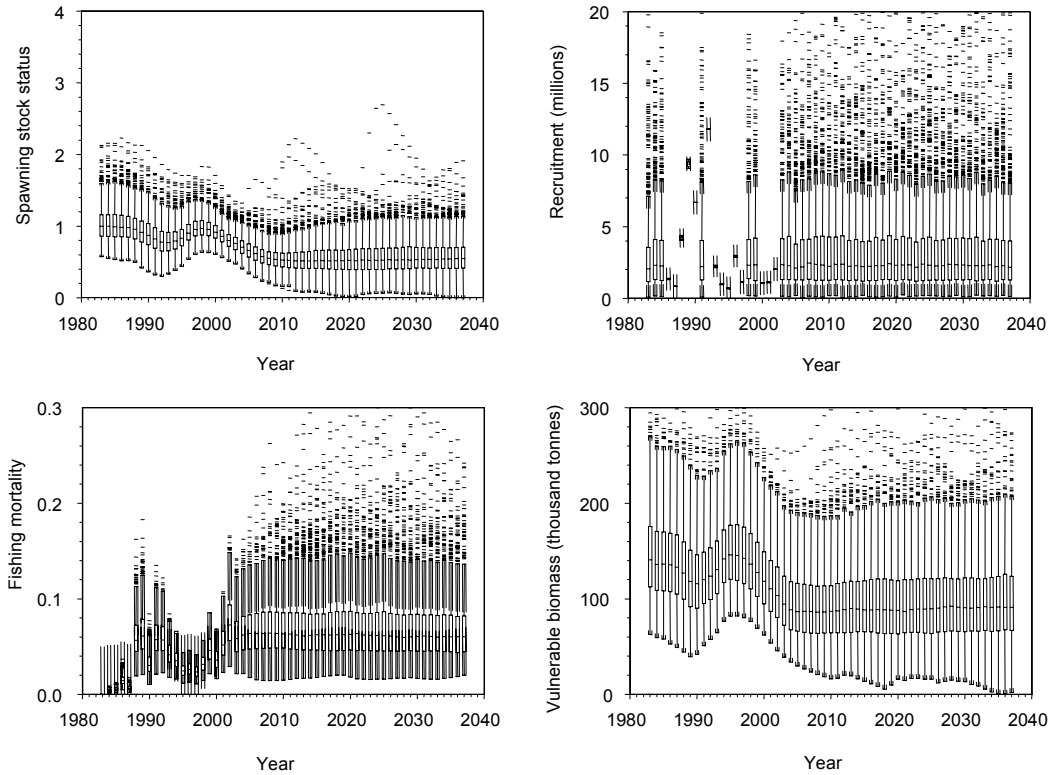 Spawning stock status
4
3
2
1
0
1980 1990 2000 2010 2020 2030 2040
Year
Recruitment (millions)
20
15
10
5
0
1980 1990 2000 2010 2020 2030 2040
Year
Fishing mortality
0.3
0.2
0.1
0.0
1980 1990 2000 2010 2020 2030 2040
Year
Vulnerable biomass (thousand tonnes)
300
200
100
0
1980 1990 2000 2010 2020 2030 2040
Year